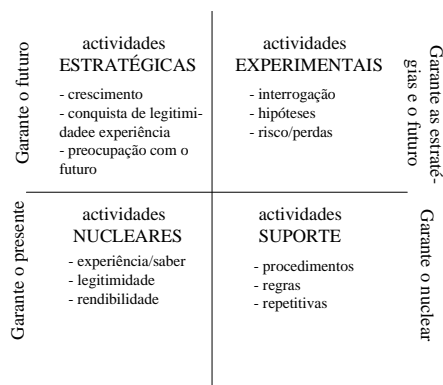 Garante o futuro
actividades
ESTRATÉGICAS
- crescimento
- conquista de legitimi-
dadee experiência
- preocupação com o
futuro
actividades
EXPERIMENTAIS
- interrogação
- hipóteses
- risco/perdas
Garante as estraté-
gias e o futuro
Garante o presente
actividades
NUCLEARES
- experiência/saber
- legitimidade
- rendibilidade
actividades
SUPORTE
- procedimentos
- regras
- repetitivas
Garante o nuclear